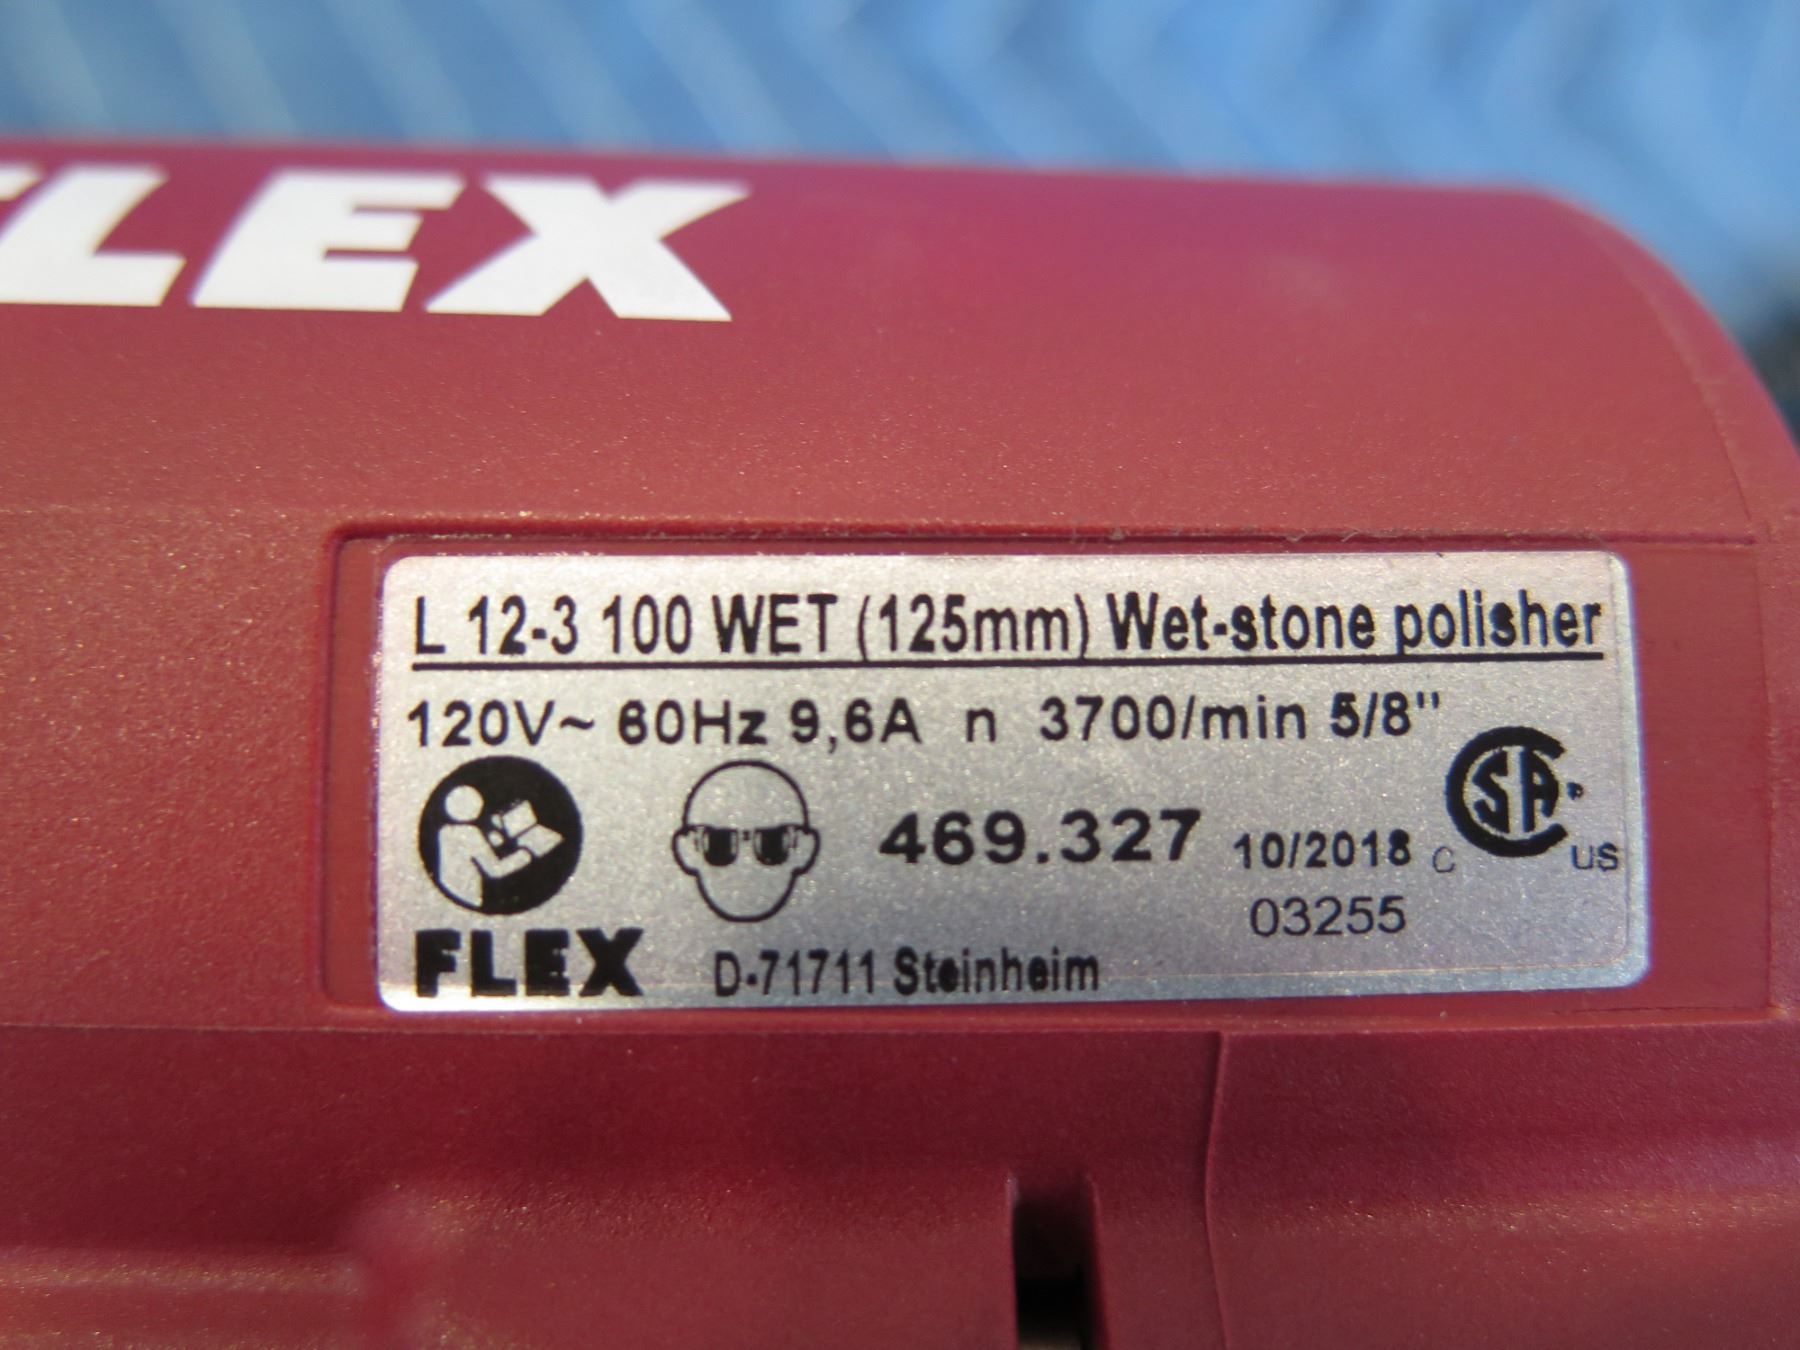 FLEX
L 12-3 100 WET (125mm) Wet-stone polisher
120V~ 60Hz 9,6A n 3700/min 5/8"
469.327 10/2018 C SA® US
03255
FLEX D-71711 Steinheim